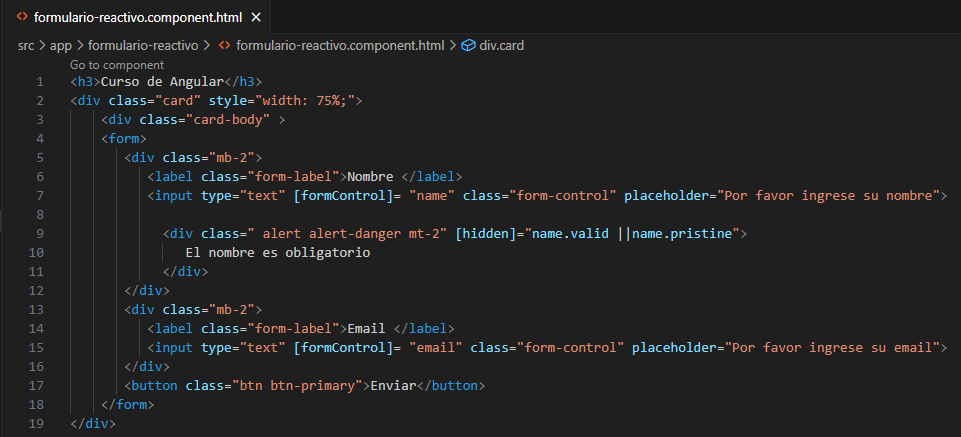 formulario-reactivo.component.html ×
src > app > formulario-reactivo > <> formulario-reactivo.component.html > div.card
Go to component
1 <h3>Curso de Angular</h3>
2 <div class="card" style="width: 75%;">
3 <div class="card-body" >
4 <form>
5 <div class="mb-2">
6 <label class="form-label">Nombre </label>
7 <input type="text" [formControl]= "name" class="form-control" placeholder="Por favor ingrese su nombre">
8
9 <div class=" alert alert-danger mt-2" [hidden]="name.valid ||name.pristine">
10 El nombre es obligatorio
11 </div>
12 </div>
13 <div class="mb-2">
14 <label class="form-label">Email </label>
15 <input type="text" [formControl]= "email" class="form-control" placeholder="Por favor ingrese su email">
16 </div>
17 <button class="btn btn-primary">Enviar</button>
18 </form>
19 </div>